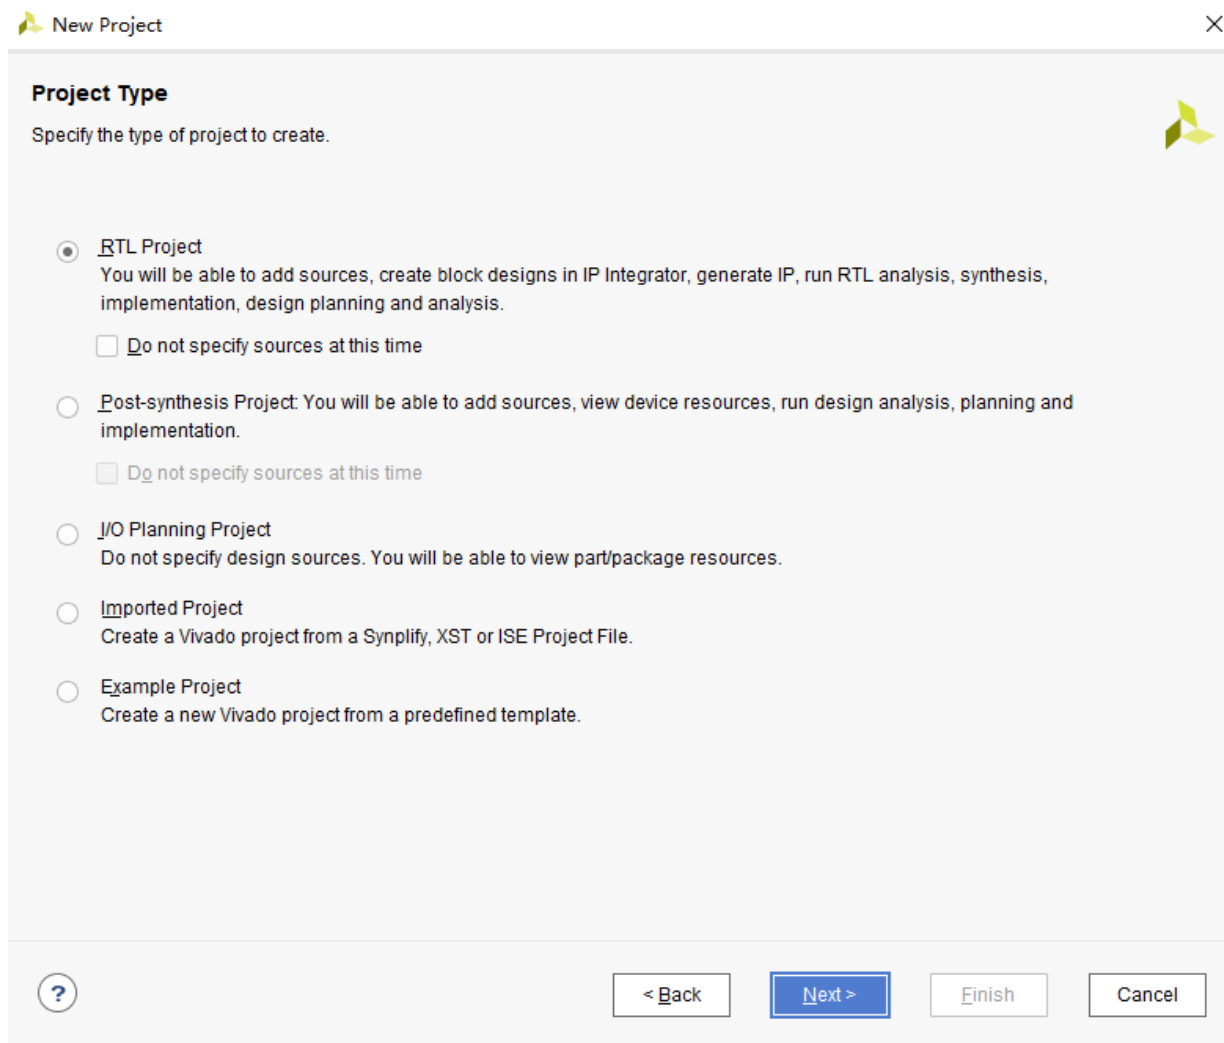 New Project
Project Type
Specify the type of project to create.
RTL Project
You will be able to add sources, create block designs in IP Integrator, generate IP, run RTL analysis, synthesis,
implementation, design planning and analysis.
Do not specify sources at this time
Post-synthesis Project: You will be able to add sources, view device resources, run design analysis, planning and
implementation.
Do not specify sources at this time
I/O Planning Project
Do not specify design sources. You will be able to view part/package resources.
Imported Project
Create a Vivado project from a Synplify, XST or ISE Project File.
Example Project
Create a new Vivado project from a predefined template.
? < Back Next > Finish Cancel